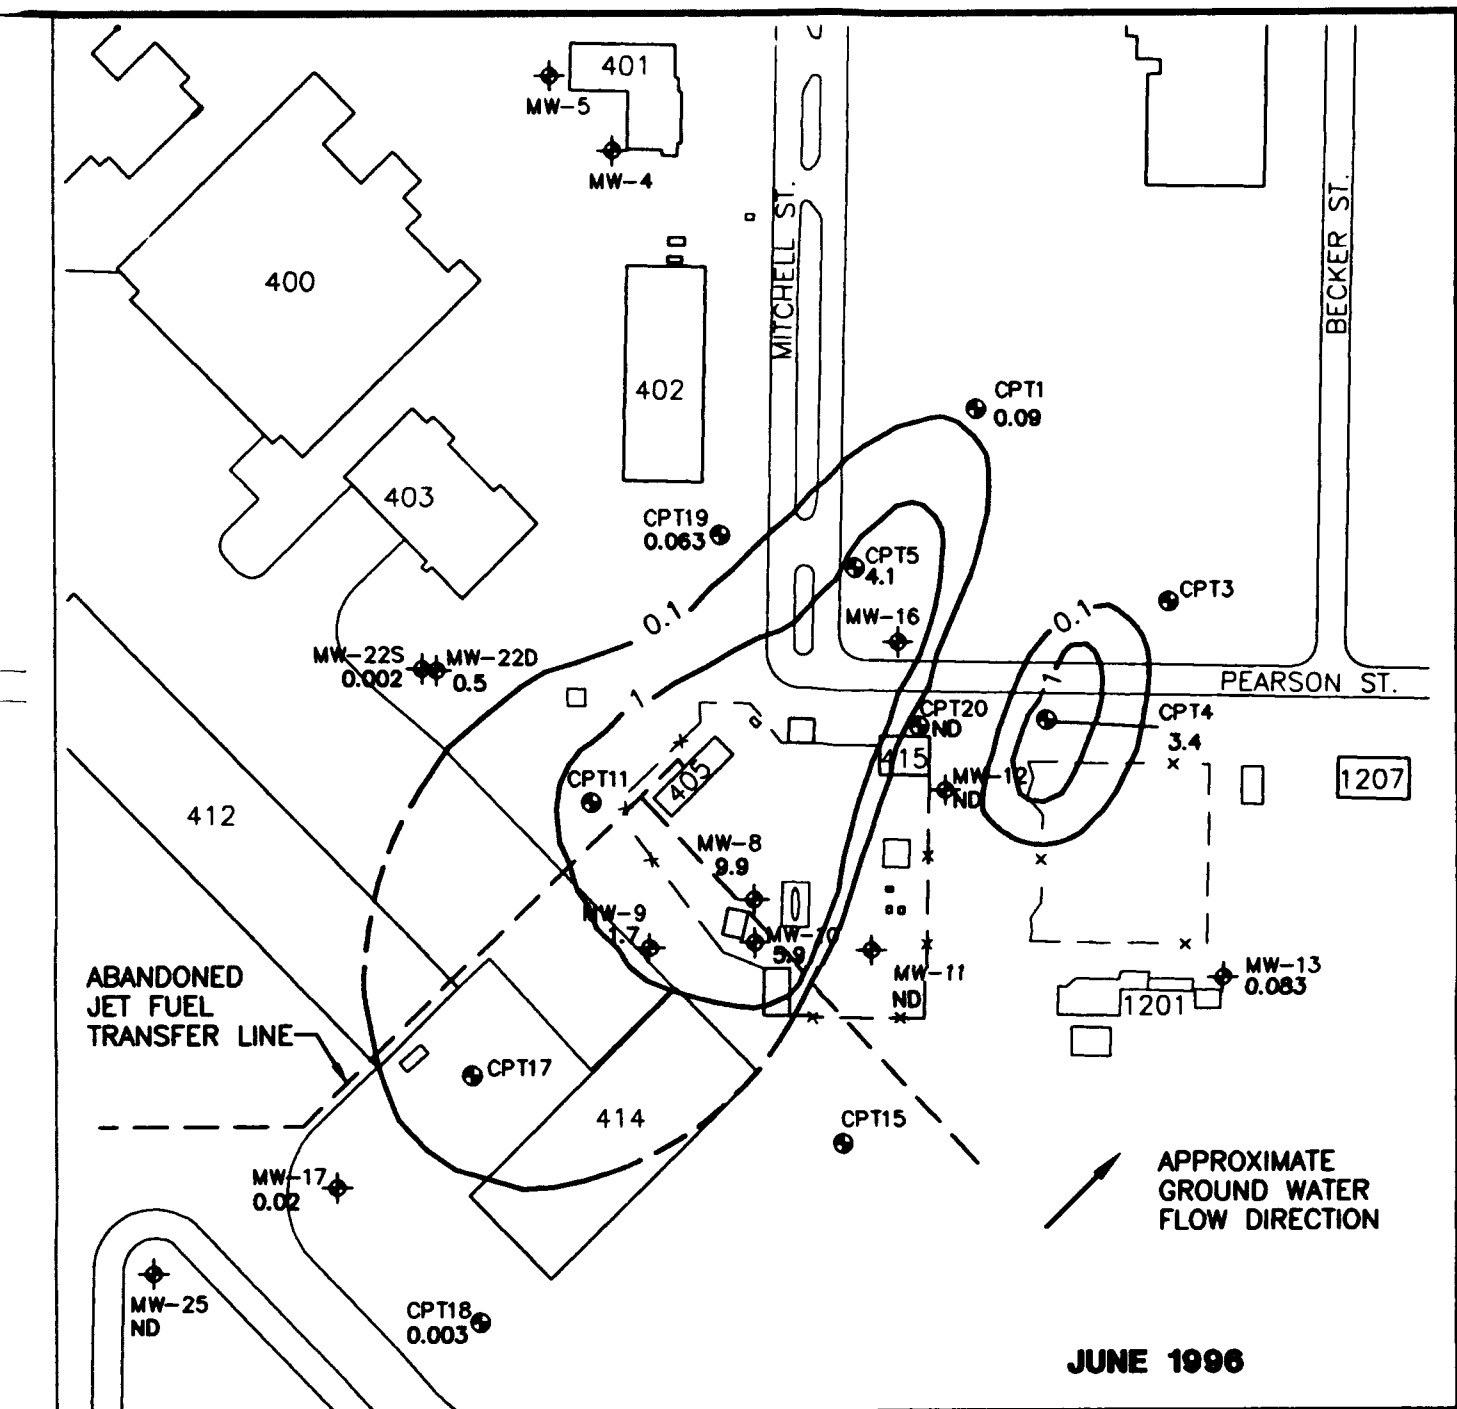 401
MW-5
MW-4
MITCHELL ST.
BECKER ST.
400
402
CPT1
0.09
403
CPT19
0.063
CPT5
4.1
CPT3
0.1
MW-16
0.1
MW-22S
0.002
MW-22D
0.5
1
1
PEARSON ST.
CPT20
ND
CPT4
3.4
415
405
CPT11
MW-12
ND
1207
412
MW-8
9.9
MW-9
1.7
MW-10
5.9
MW-11
ND
MW-13
0.083
1201
ABANDONED
JET FUEL
TRANSFER LINE
CPT17
414
CPT15
MW-17
0.02
APPROXIMATE
GROUND WATER
FLOW DIRECTION
MW-25
ND
CPT18
0.003
JUNE 1996